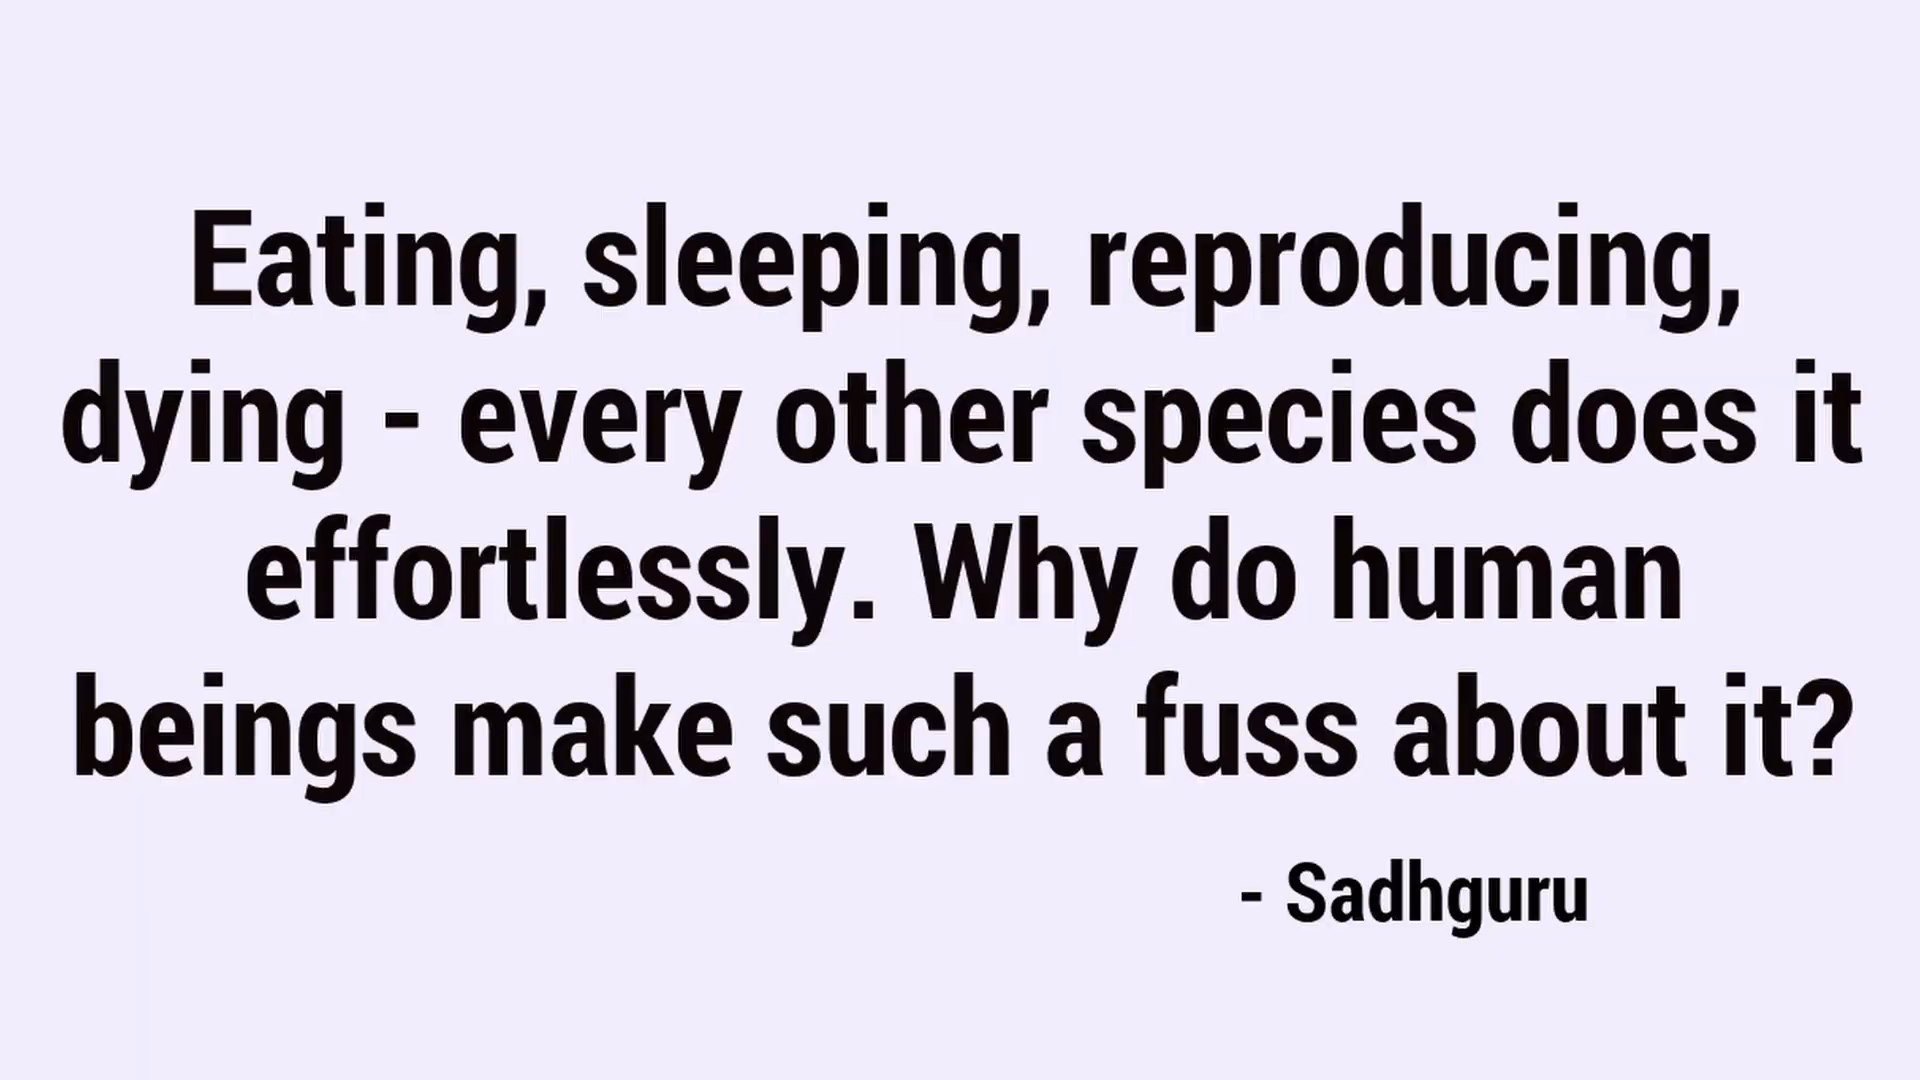 Eating, sleeping, reproducing,
dying - every other species does it
effortlessly. Why do human
beings make such a fuss about it?
- Sadhguru